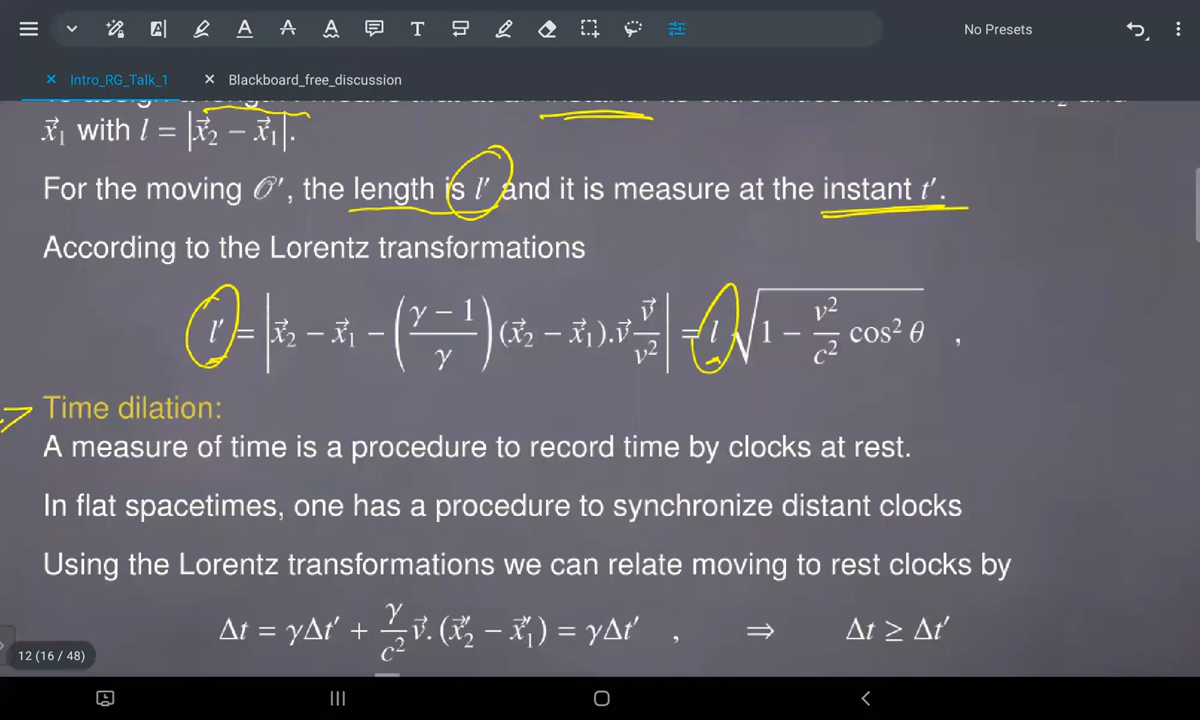 No Presets
Intro_RG_Talk_1
Blackboard_free_discussion
x⃗₁ with l = |x⃗₂ − x⃗₁|.
For the moving 𝒪′, the length is l′ and it is measure at the instant t′.
According to the Lorentz transformations
l′ = |x⃗₂ − x⃗₁ − ((γ − 1)/γ) (x⃗₂ − x⃗₁).v⃗ v⃗/v²| = l √(1 − v²/c² cos² θ) ,
Time dilation:
A measure of time is a procedure to record time by clocks at rest.
In flat spacetimes, one has a procedure to synchronize distant clocks
Using the Lorentz transformations we can relate moving to rest clocks by
Δt = γΔt′ + γ/c² v⃗. (x⃗′₂ − x⃗′₁) = γΔt′ , ⇒ Δt ≥ Δt′
12 (16 / 48)